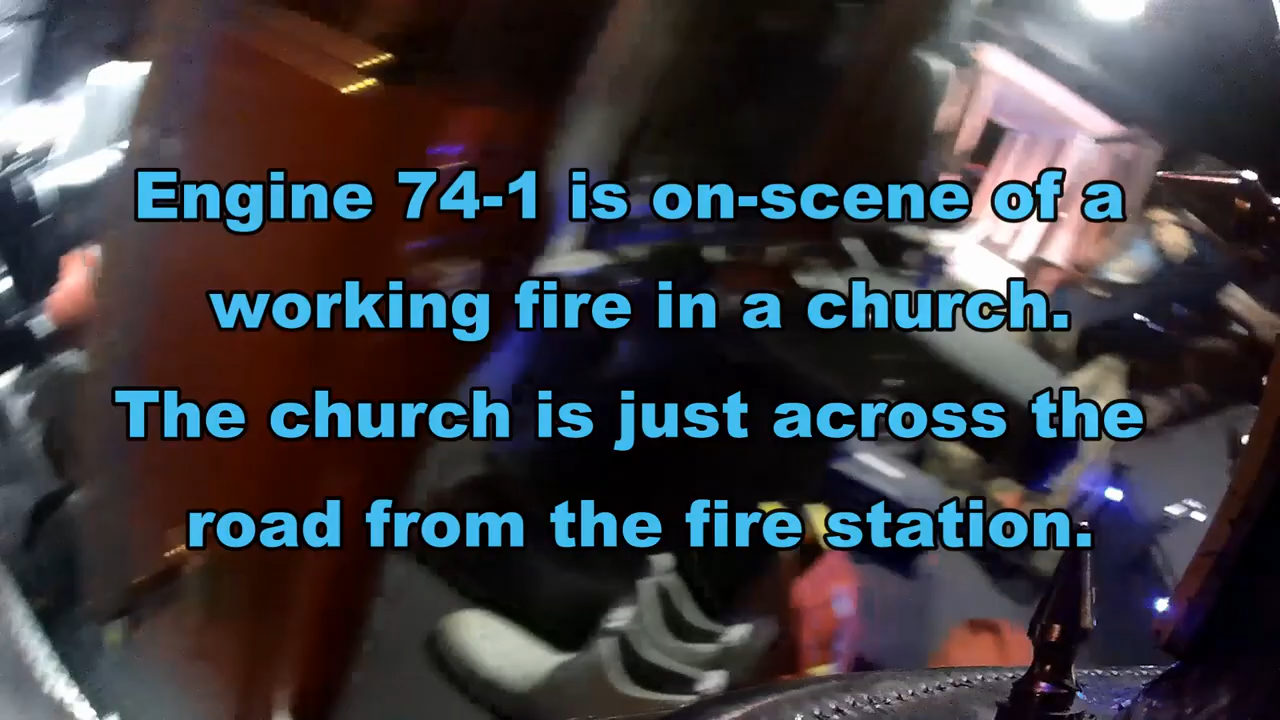 Engine 74-1 is on-scene of a
working fire in a church.
The church is just across the
road from the fire station.